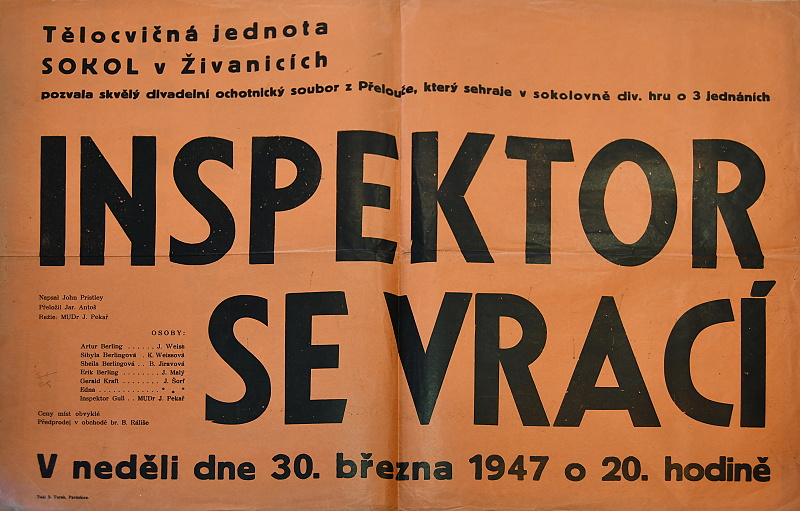 Tělocvičná jednota
SOKOL v Živanicích
pozvala skvělý divadelní ochotnický soubor z Přelouče, který sehraje v sokolovně div. hru o 3 jednáních
INSPEKTOR
SE VRACÍ
Napsal John Pristley
Přeložil Jar. Antoš
Režie: MUDr J. Pekař
OSOBY:
Artur Berling . . . . . . J. Weiss
Sibyla Berlingová . . K. Weissová
Sheila Berlingová . . B. Jiravová
Erik Berling . . . . . . . . J. Malý
Gerald Kraft . . . . . . . . J. Šorf
Edna . . . . . . . . . . . . * * *
Inspektor Gull . . MUDr J. Pekař
Ceny míst obvyklé
Předprodej v obchodě br. B. Ráliše
V neděli dne 30. března 1947 o 20. hodině